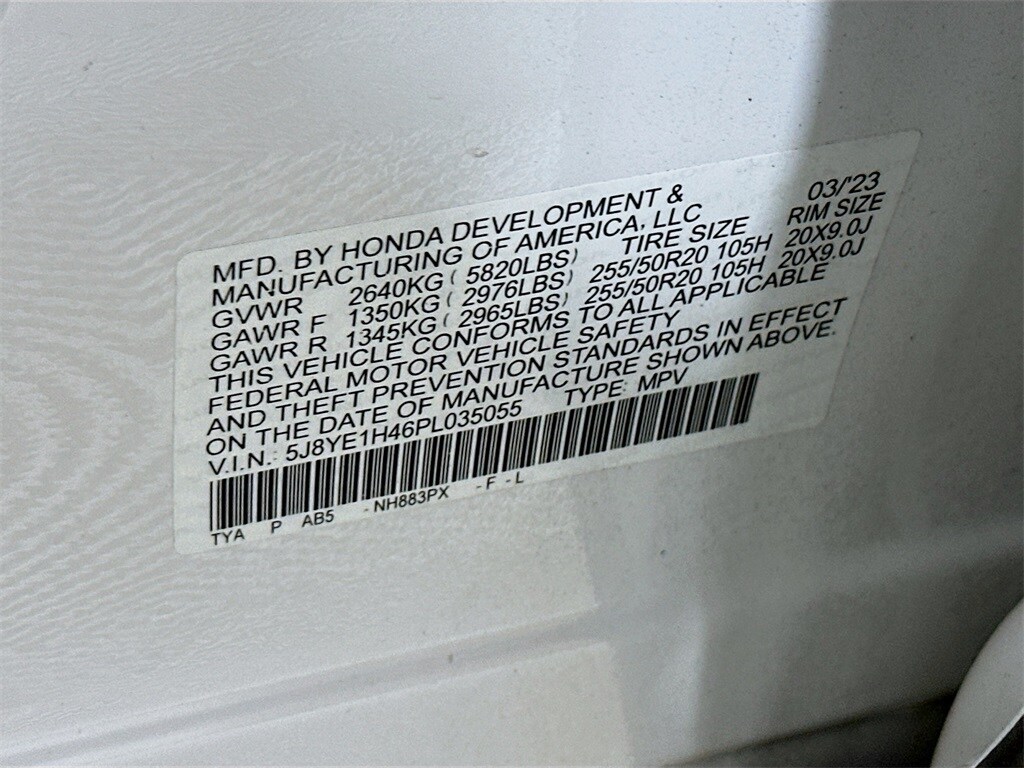 03/'23
MFD. BY HONDA DEVELOPMENT &
MANUFACTURING OF AMERICA, LLC
GVWR 2640KG ( 5820LBS) TIRE SIZE RIM SIZE
GAWR F 1350KG ( 2976LBS) 255/50R20 105H 20X9.0J
GAWR R 1345KG ( 2965LBS) 255/50R20 105H 20X9.0J
THIS VEHICLE CONFORMS TO ALL APPLICABLE
FEDERAL MOTOR VEHICLE SAFETY
AND THEFT PREVENTION STANDARDS IN EFFECT
ON THE DATE OF MANUFACTURE SHOWN ABOVE.
V.I.N.: 5J8YE1H46PL035055 TYPE: MPV
TYA P AB5 - NH883PX - F - L